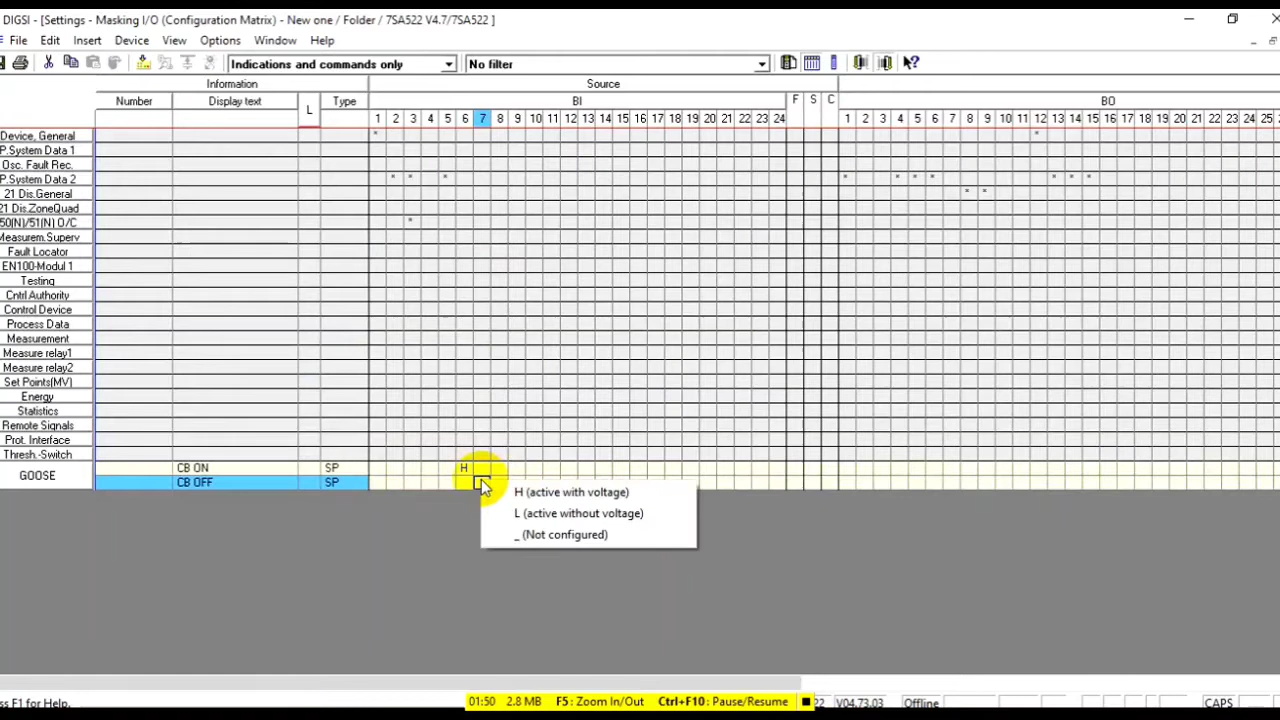 DIGSI - [Settings - Masking I/O (Configuration Matrix) - New one / Folder / 7SA522 V4.7/7SA522 ]
File Edit Insert Device View Options Window Help
Indications and commands only No filter
Information Source
Number Display text L Type BI F S C BO
1 2 3 4 5 6 7 8 9 10 11 12 13 14 15 16 17 18 19 20 21 22 23 24 1 2 3 4 5 6 7 8 9 10 11 12 13 14 15 16 17 18 19 20 21 22 23 24 25
Device, General * *
P.System Data 1
Osc. Fault Rec.
P.System Data 2 * * * * * * * * * *
21 Dis.General * *
21 Dis.ZoneQuad
50(N)/51(N) O/C *
Measurem.Superv
Fault Locator
EN100-Modul 1
Testing
Cntrl Authority
Control Device
Process Data
Measurement
Measure relay1
Measure relay2
Set Points(MV)
Energy
Statistics
Remote Signals
Prot. Interface
Thresh.-Switch
GOOSE
CB ON SP H
CB OFF SP
H (active with voltage)
L (active without voltage)
_ (Not configured)
ss F1 for Help. 01:50 2.8 MB F5: Zoom In/Out Ctrl+F10: Pause/Resume 22 V04.73.03 Offline CAPS